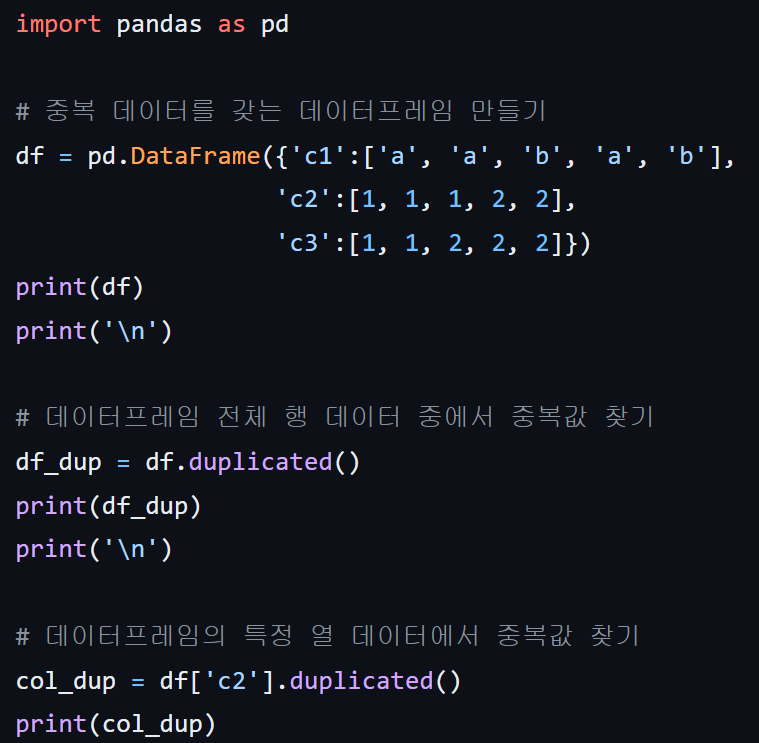 import pandas as pd
# 중복 데이터를 갖는 데이터프레임 만들기
df = pd.DataFrame({'c1':['a', 'a', 'b', 'a', 'b'],
'c2':[1, 1, 1, 2, 2],
'c3':[1, 1, 2, 2, 2]})
print(df)
print('\n')
# 데이터프레임 전체 행 데이터 중에서 중복값 찾기
df_dup = df.duplicated()
print(df_dup)
print('\n')
# 데이터프레임의 특정 열 데이터에서 중복값 찾기
col_dup = df['c2'].duplicated()
print(col_dup)